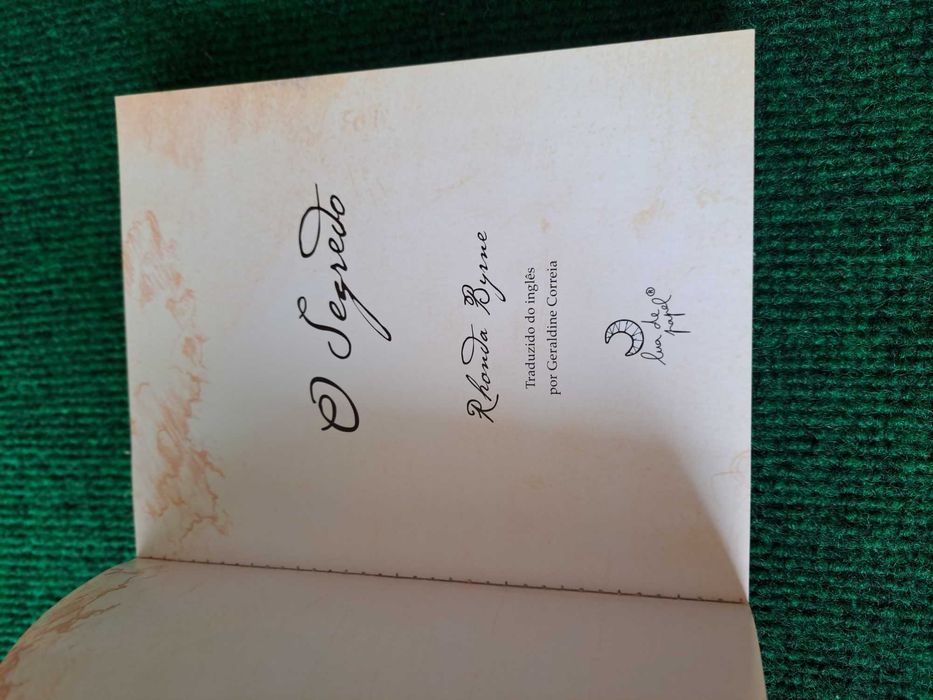 O Segredo
Rhonda Byrne
Traduzido do inglês
por Geraldine Correia
lua de
papel®